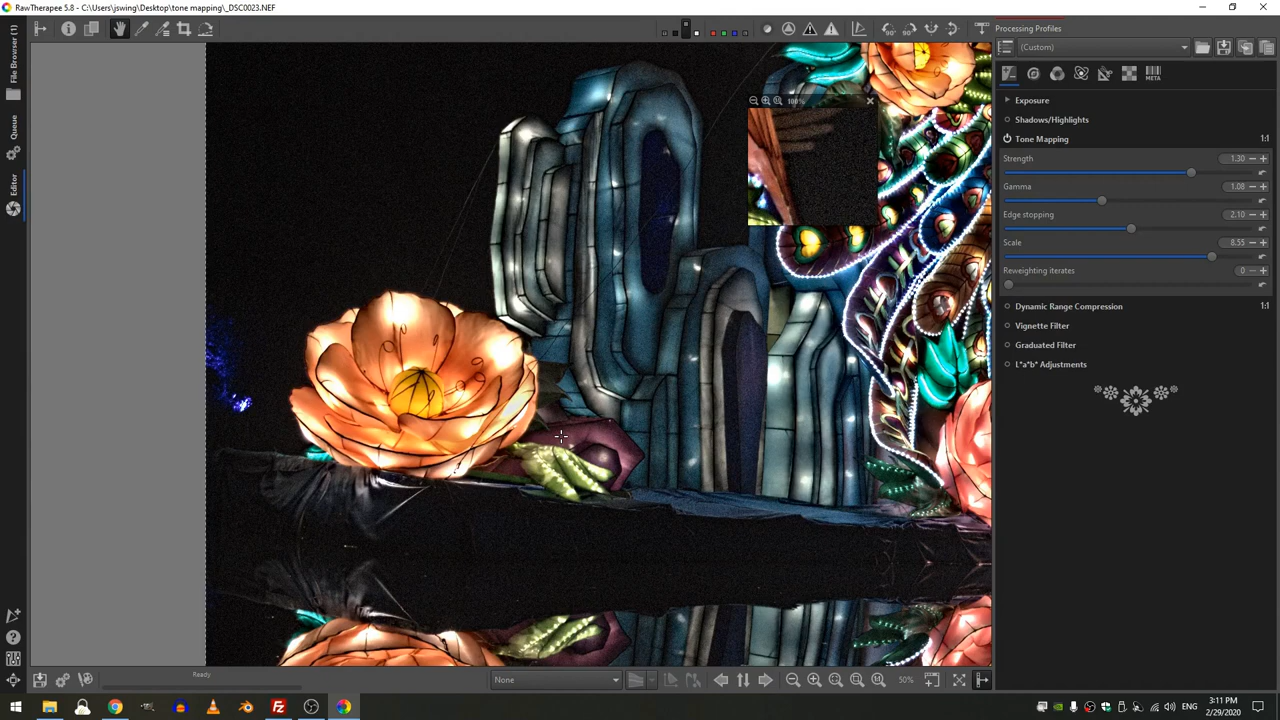 RawTherapee 5.8 - C:\Users\jswing\Desktop\tone mapping\_DSC0023.NEF
File Browser (1)
Queue
Editor
100%
Processing Profiles
(Custom)
META
Exposure
Shadows/Highlights
Tone Mapping
1:1
Strength
1.30
Gamma
1.08
Edge stopping
2.10
Scale
8.55
Reweighting iterates
0
Dynamic Range Compression
1:1
Vignette Filter
Graduated Filter
L*a*b* Adjustments
Ready
None
50%
ENG
3:11 PM
2/29/2020